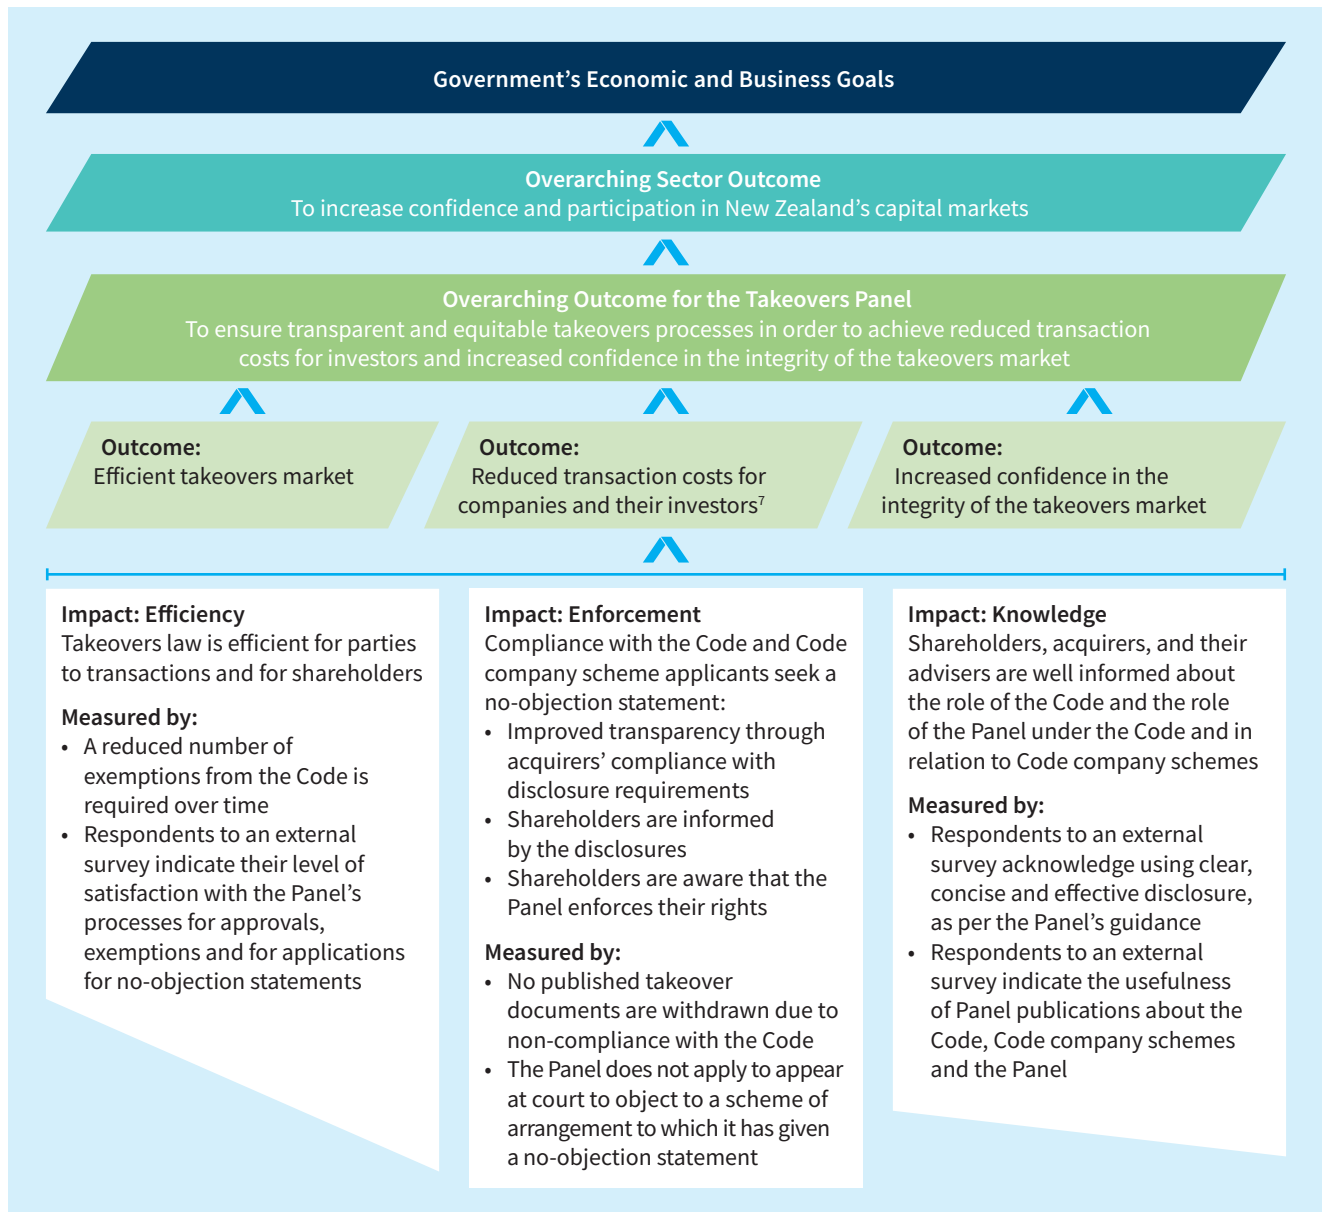 Government’s Economic and Business Goals
Overarching Sector Outcome
To increase confidence and participation in New Zealand’s capital markets
Overarching Outcome for the Takeovers Panel
To ensure transparent and equitable takeovers processes in order to achieve reduced transaction
costs for investors and increased confidence in the integrity of the takeovers market
Outcome:
Efficient takeovers market
Outcome:
Reduced transaction costs for
companies and their investors⁷
Outcome:
Increased confidence in the
integrity of the takeovers market
Impact: Efficiency
Takeovers law is efficient for parties
to transactions and for shareholders
Measured by:
• A reduced number of
exemptions from the Code is
required over time
• Respondents to an external
survey indicate their level of
satisfaction with the Panel’s
processes for approvals,
exemptions and for applications
for no-objection statements
Impact: Enforcement
Compliance with the Code and Code
company scheme applicants seek a
no-objection statement:
• Improved transparency through
acquirers’ compliance with
disclosure requirements
• Shareholders are informed
by the disclosures
• Shareholders are aware that the
Panel enforces their rights
Measured by:
• No published takeover
documents are withdrawn due to
non-compliance with the Code
• The Panel does not apply to appear
at court to object to a scheme of
arrangement to which it has given
a no-objection statement
Impact: Knowledge
Shareholders, acquirers, and their
advisers are well informed about
the role of the Code and the role
of the Panel under the Code and in
relation to Code company schemes
Measured by:
• Respondents to an external
survey acknowledge using clear,
concise and effective disclosure,
as per the Panel’s guidance
• Respondents to an external
survey indicate the usefulness
of Panel publications about the
Code, Code company schemes
and the Panel